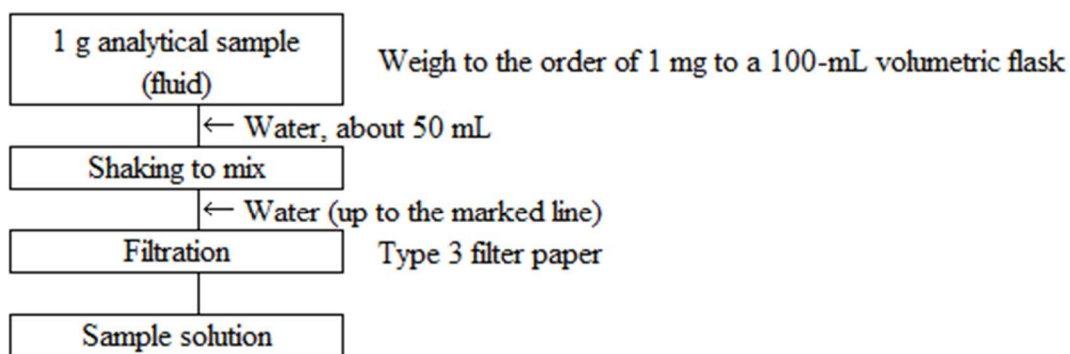 1 g analytical sample
(fluid)
Weigh to the order of 1 mg to a 100-mL volumetric flask
← Water, about 50 mL
Shaking to mix
← Water (up to the marked line)
Filtration
Type 3 filter paper
Sample solution